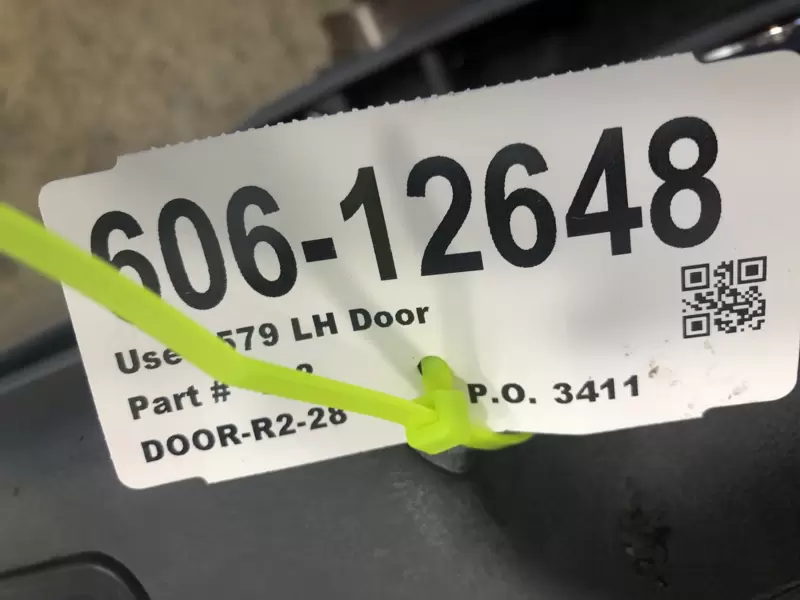 606-12648
579 LH Door
Part #
DOOR-R2-28
P.O. 3411